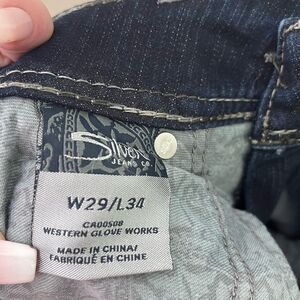 Silver
JEANS CO.
W29/L34
CA00508
WESTERN GLOVE WORKS
MADE IN CHINA/
FABRIQUÉ EN CHINE